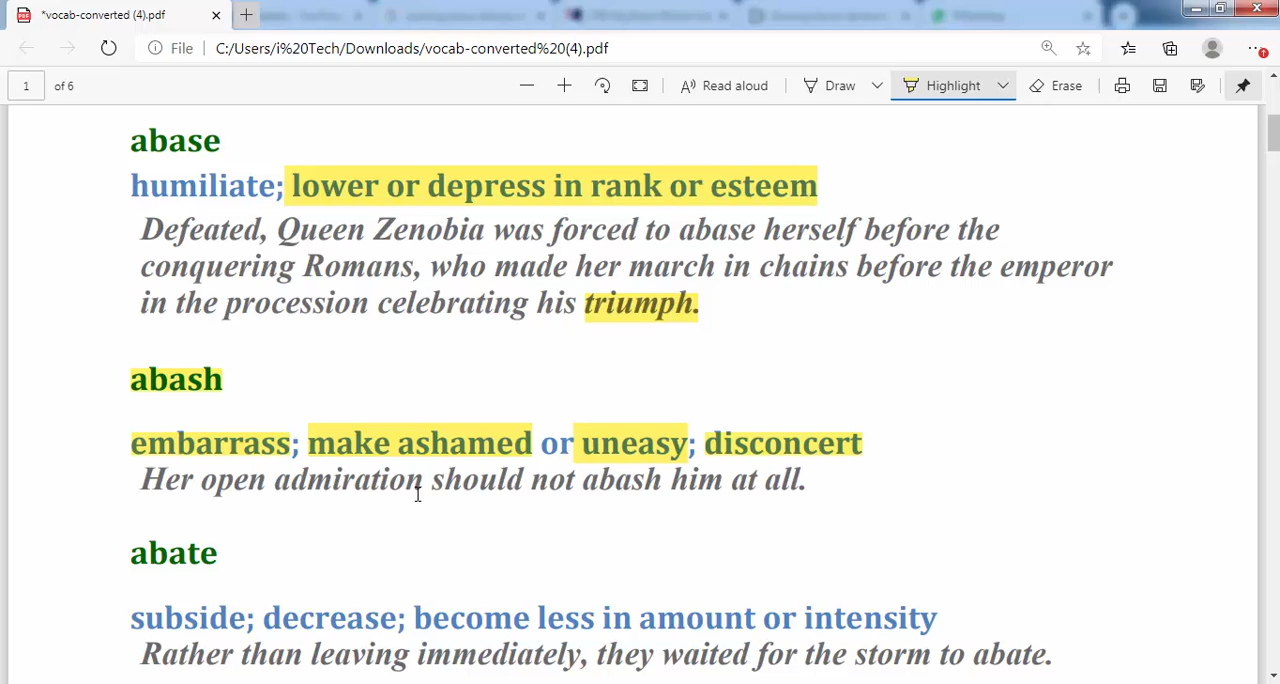 *vocab-converted (4).pdf
File | C:/Users/i%20Tech/Downloads/vocab-converted%20(4).pdf
1 of 6 Read aloud Draw Highlight Erase
abase
humiliate; lower or depress in rank or esteem
Defeated, Queen Zenobia was forced to abase herself before the
conquering Romans, who made her march in chains before the emperor
in the procession celebrating his triumph.
abash
embarrass; make ashamed or uneasy; disconcert
Her open admiration should not abash him at all.
abate
subside; decrease; become less in amount or intensity
Rather than leaving immediately, they waited for the storm to abate.